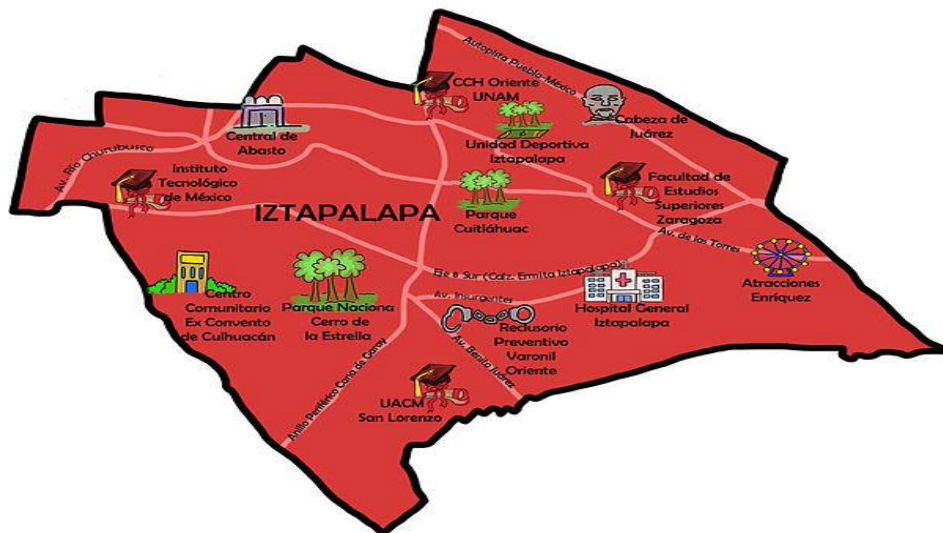 Autopista Puebla-México
CCH Oriente
UNAM
Cabeza de
Juárez
Central de
Abasto
Unidad Deportiva
Iztapalapa
Av. Río Churubusco
Instituto
Tecnológico
de México
Facultad de
Estudios
Superiores
Zaragoza
IZTAPALAPA
Parque
Cuitláhuac
Av. de las Torres
Eje 8 Sur (Calz. Ermita Iztapalapa)
Atracciones
Enríquez
Centro
Comunitario
Ex Convento
de Culhuacán
Parque Naciona
Cerro de
la Estrella
Av. Insurgentes
Hospital General
Iztapalapa
Reclusorio
Preventivo
Varonil
Oriente
Av. Benito Juárez
Anillo Periférico Cana de Garay
UACM
San Lorenzo